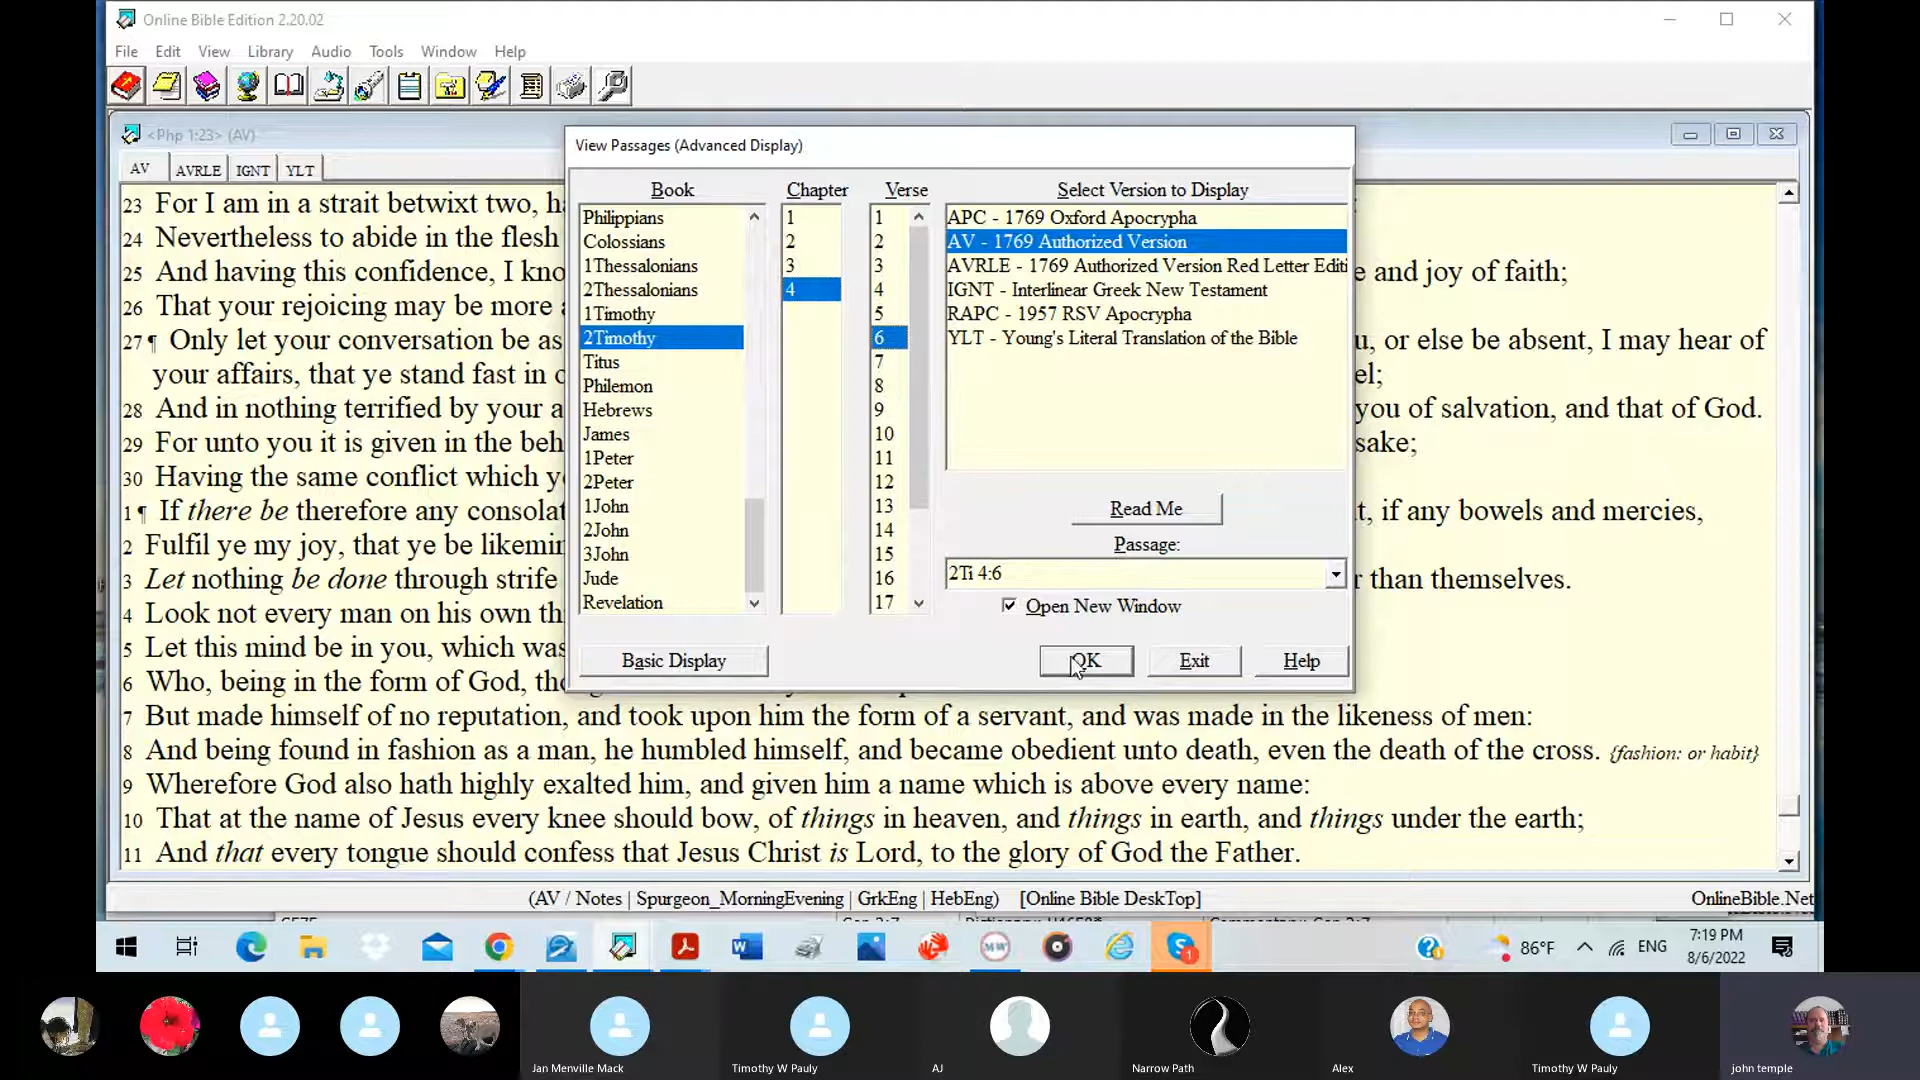 Online Bible Edition 2.20.02
File Edit View Library Audio Tools Window Help
<Php 1:23> (AV)
AV AVRLE IGNT YLT
23 For I am in a strait betwixt two, ha
24 Nevertheless to abide in the flesh
25 And having this confidence, I kno e and joy of faith;
26 That your rejoicing may be more a
27 ¶ Only let your conversation be as u, or else be absent, I may hear of
your affairs, that ye stand fast in o el;
28 And in nothing terrified by your a you of salvation, and that of God.
29 For unto you it is given in the beh sake;
30 Having the same conflict which y
1 ¶ If there be therefore any consolat t, if any bowels and mercies,
2 Fulfil ye my joy, that ye be likemin
3 Let nothing be done through strife r than themselves.
4 Look not every man on his own th
5 Let this mind be in you, which was
6 Who, being in the form of God, tho
7 But made himself of no reputation, and took upon him the form of a servant, and was made in the likeness of men:
8 And being found in fashion as a man, he humbled himself, and became obedient unto death, even the death of the cross. {fashion: or habit}
9 Wherefore God also hath highly exalted him, and given him a name which is above every name:
10 That at the name of Jesus every knee should bow, of things in heaven, and things in earth, and things under the earth;
11 And that every tongue should confess that Jesus Christ is Lord, to the glory of God the Father.
View Passages (Advanced Display)
Book Chapter Verse Select Version to Display
Philippians 1 1 APC - 1769 Oxford Apocrypha
Colossians 2 2 AV - 1769 Authorized Version
1Thessalonians 3 3 AVRLE - 1769 Authorized Version Red Letter Editi
2Thessalonians 4 4 IGNT - Interlinear Greek New Testament
1Timothy 5 RAPC - 1957 RSV Apocrypha
2Timothy 6 YLT - Young's Literal Translation of the Bible
Titus 7
Philemon 8
Hebrews 9
James 10
1Peter 11
2Peter 12
1John 13
2John 14
3John 15
Jude 16
Revelation 17
Read Me
Passage:
2Ti 4:6
Open New Window
Basic Display OK Exit Help
(AV / Notes | Spurgeon_MorningEvening | GrkEng | HebEng) [Online Bible DeskTop] OnlineBible.Net
W MW 1 86°F ENG 7:19 PM
8/6/2022
Jan Menville Mack Timothy W Pauly AJ Narrow Path Alex Timothy W Pauly john temple